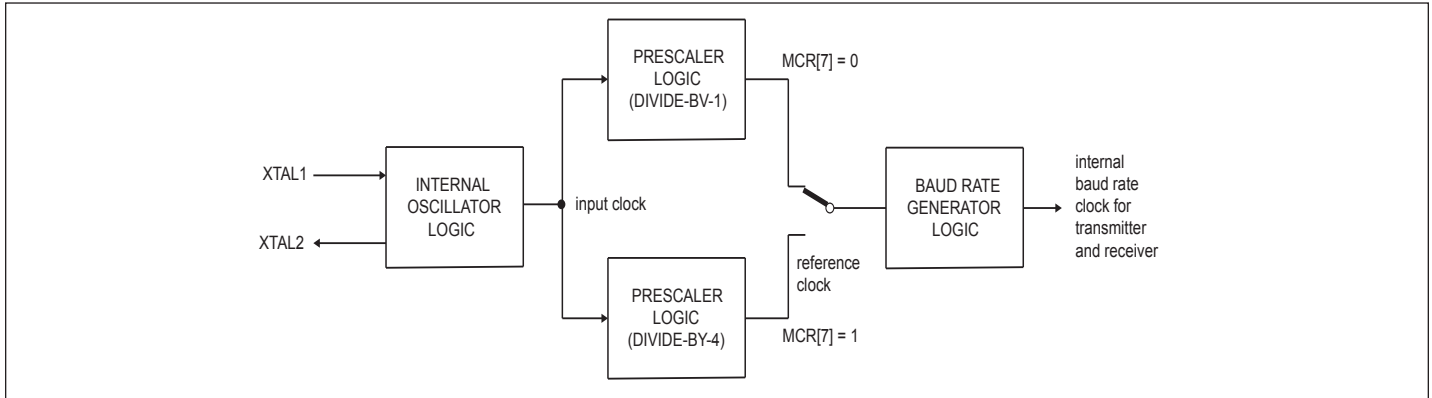 PRESCALER
LOGIC
(DIVIDE-BV-1)
MCR[7] = 0
XTAL1
XTAL2
INTERNAL
OSCILLATOR
LOGIC
input clock
BAUD RATE
GENERATOR
LOGIC
internal
baud rate
clock for
transmitter
and receiver
reference
clock
PRESCALER
LOGIC
(DIVIDE-BY-4)
MCR[7] = 1